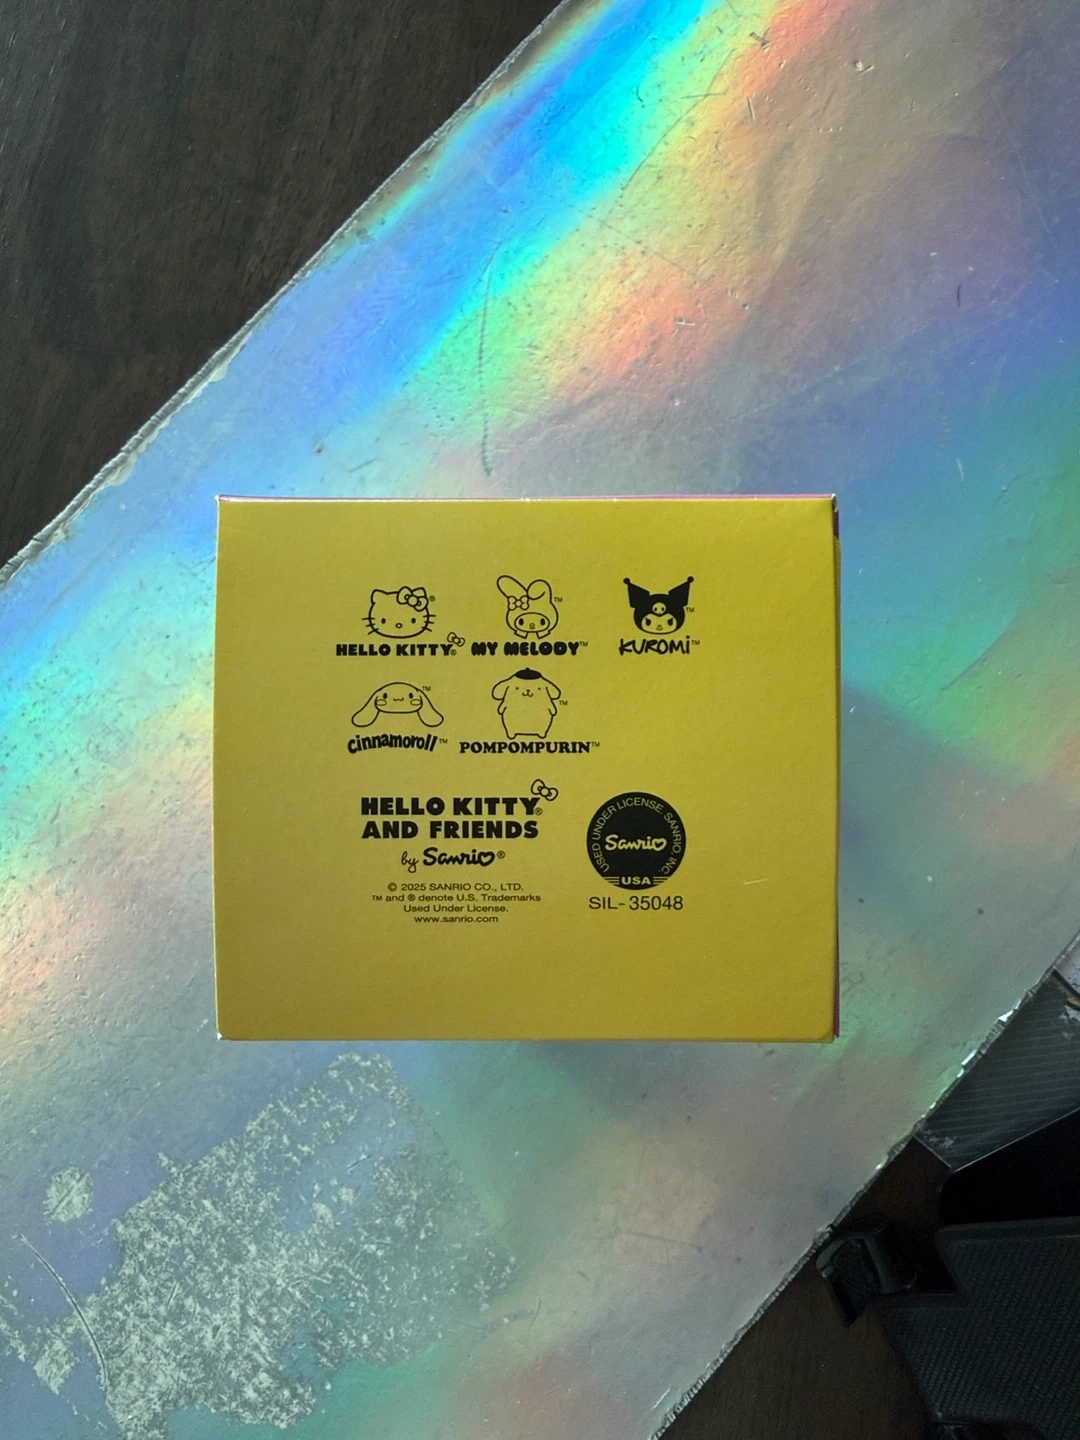 HELLO KITTY® MY MELODY™ KUROMI™
cinnamoroll™ POMPOMPURIN™
HELLO KITTY®
AND FRIENDS
by Sanrio®
© 2025 SANRIO CO., LTD.
™ and ® denote U.S. Trademarks
Used Under License.
www.sanrio.com
USED UNDER LICENSE SANRIO INC.
Sanrio
USA
SIL-35048